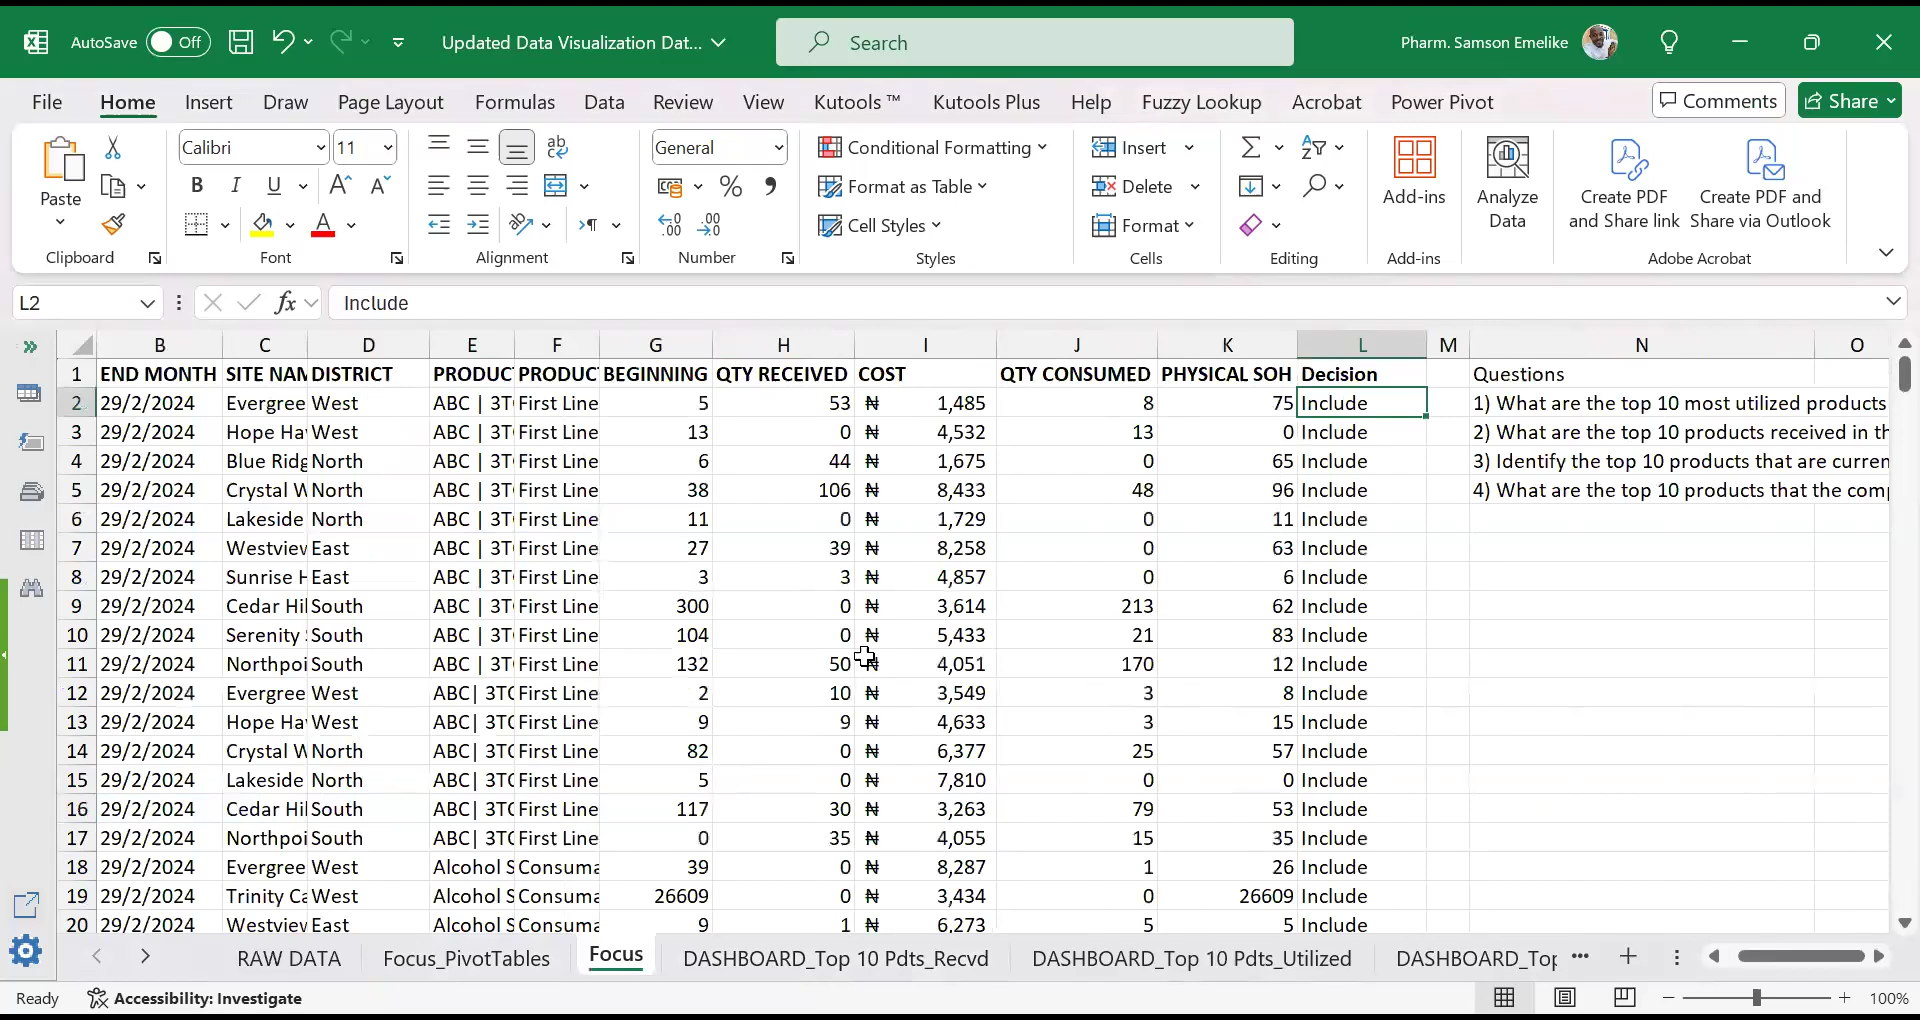 AutoSave Off Updated Data Visualization Dat... Search Pharm. Samson Emelike
File Home Insert Draw Page Layout Formulas Data Review View Kutools ™ Kutools Plus Help Fuzzy Lookup Acrobat Power Pivot Comments Share
Calibri 11 ab General Conditional Formatting Insert
Paste B I U A A % Format as Table Delete Add-ins Analyze Data Create PDF and Share link Create PDF and Share via Outlook
A Cell Styles Format
Clipboard Font Alignment Number Styles Cells Editing Add-ins Adobe Acrobat
L2 fx Include
B C D E F G H I J K L M N O
1 END MONTH SITE NAM DISTRICT PRODUCT PRODUCT BEGINNING QTY RECEIVED COST QTY CONSUMED PHYSICAL SOH Decision Questions
2 29/2/2024 Evergree West ABC | 3T First Line 5 53 ₦ 1,485 8 75 Include 1) What are the top 10 most utilized products
3 29/2/2024 Hope Ha West ABC | 3T First Line 13 0 ₦ 4,532 13 0 Include 2) What are the top 10 products received in th
4 29/2/2024 Blue Ridg North ABC | 3T First Line 6 44 ₦ 1,675 0 65 Include 3) Identify the top 10 products that are curren
5 29/2/2024 Crystal W North ABC | 3T First Line 38 106 ₦ 8,433 48 96 Include 4) What are the top 10 products that the comp
6 29/2/2024 Lakeside North ABC | 3T First Line 11 0 ₦ 1,729 0 11 Include
7 29/2/2024 Westview East ABC | 3T First Line 27 39 ₦ 8,258 0 63 Include
8 29/2/2024 Sunrise H East ABC | 3T First Line 3 3 ₦ 4,857 0 6 Include
9 29/2/2024 Cedar Hil South ABC | 3T First Line 300 0 ₦ 3,614 213 62 Include
10 29/2/2024 Serenity South ABC | 3T First Line 104 0 ₦ 5,433 21 83 Include
11 29/2/2024 Northpoi South ABC | 3T First Line 132 50 ₦ 4,051 170 12 Include
12 29/2/2024 Evergree West ABC| 3TC First Line 2 10 ₦ 3,549 3 8 Include
13 29/2/2024 Hope Ha West ABC| 3TC First Line 9 9 ₦ 4,633 3 15 Include
14 29/2/2024 Crystal W North ABC| 3TC First Line 82 0 ₦ 6,377 25 57 Include
15 29/2/2024 Lakeside North ABC| 3TC First Line 5 0 ₦ 7,810 0 0 Include
16 29/2/2024 Cedar Hil South ABC| 3TC First Line 117 30 ₦ 3,263 79 53 Include
17 29/2/2024 Northpoi South ABC| 3TC First Line 0 35 ₦ 4,055 15 35 Include
18 29/2/2024 Evergree West Alcohol S Consuma 39 0 ₦ 8,287 1 26 Include
19 29/2/2024 Trinity Ca West Alcohol S Consuma 26609 0 ₦ 3,434 0 26609 Include
20 29/2/2024 Westview East Alcohol S Consuma 9 1 ₦ 6,273 5 5 Include
RAW DATA Focus_PivotTables Focus DASHBOARD_Top 10 Pdts_Recvd DASHBOARD_Top 10 Pdts_Utilized DASHBOARD_Top ...
Ready Accessibility: Investigate 100%